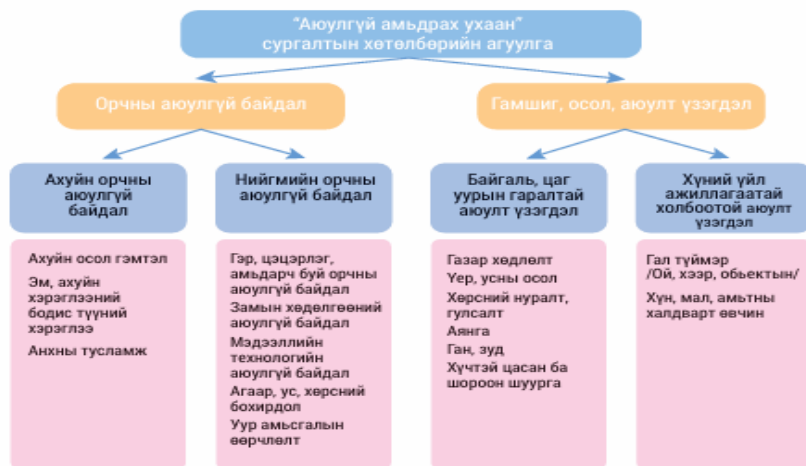 "Аюулгүй амьдрах ухаан"
сургалтын хөтөлбөрийн агуулга
Орчны аюулгүй байдал
Гамшиг, осол, аюулт үзэгдэл
Ахуйн орчны
аюулгүй
байдал
Нийгмийн орчны
аюулгүй байдал
Байгаль, цаг
уурын гаралтай
аюулт үзэгдэл
Хүний үйл
ажиллагаатай
холбоотой аюулт
үзэгдэл
Ахуйн осол гэмтэл
Эм, ахуйн
хэрэглээний
бодис түүний
хэрэглээ
Анхны тусламж
Гэр, цэцэрлэг,
амьдарч буй орчны
аюулгүй байдал
Замын хөдөлгөөний
аюулгүй байдал
Мэдээллийн
технологийн
аюулгүй байдал
Агаар, ус, хөрсний
бохирдол
Уур амьсгалын
өөрчлөлт
Газар хөдлөлт
Үер, усны осол
Хөрсний нуралт,
гулсалт
Аянга
Ган, зуд
Хүчтэй цасан ба
шороон шуурга
Гал түймэр
/Ой, хээр, обьектын/
Хүн, мал, амьтны
халдварт өвчин